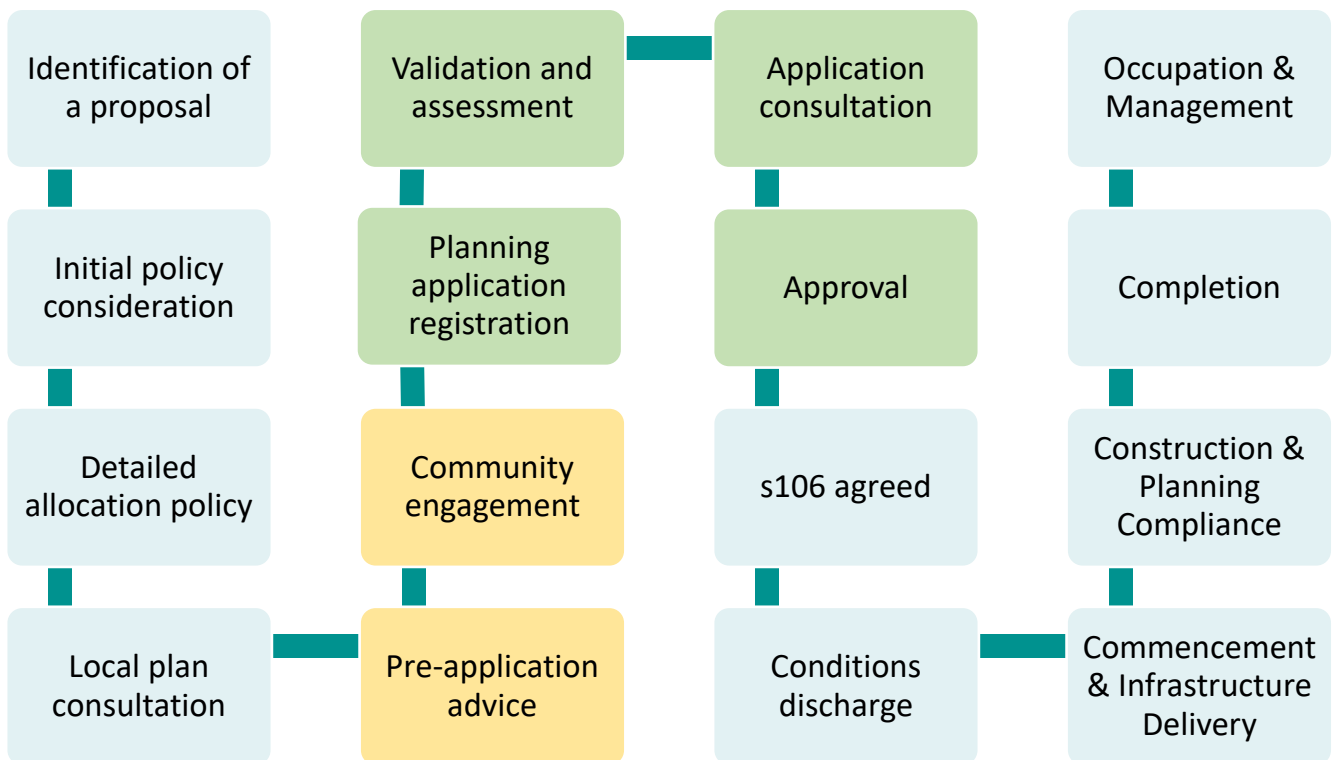 Identification of
a proposal
Initial policy
consideration
Detailed
allocation policy
Local plan
consultation
Pre-application
advice
Community
engagement
Planning
application
registration
Validation and
assessment
Application
consultation
Approval
s106 agreed
Conditions
discharge
Commencement
& Infrastructure
Delivery
Construction &
Planning
Compliance
Completion
Occupation &
Management